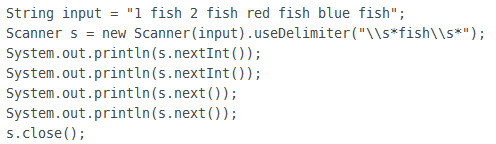 String input = "1 fish 2 fish red fish blue fish";
Scanner s = new Scanner(input).useDelimiter("\\s*fish\\s*");
System.out.println(s.nextInt());
System.out.println(s.nextInt());
System.out.println(s.next());
System.out.println(s.next());
s.close();